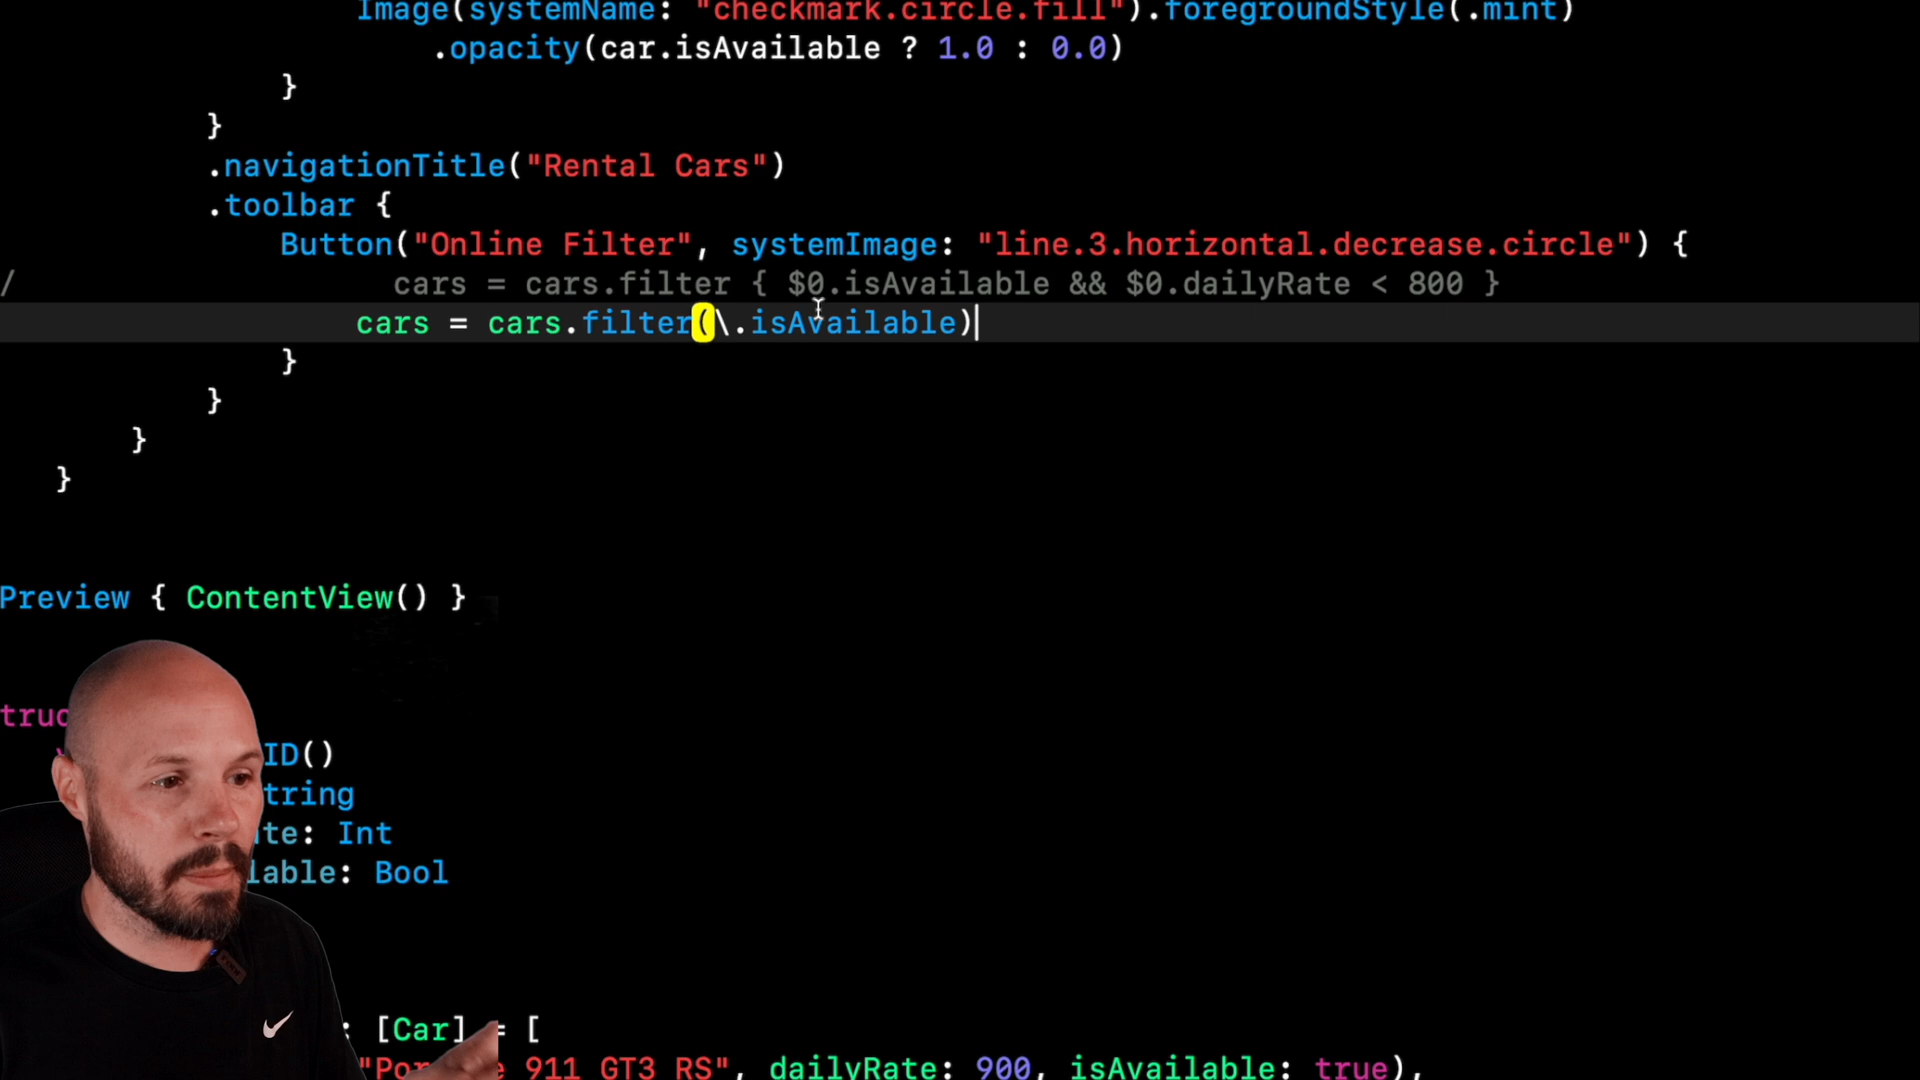 Image(systemName: "checkmark.circle.fill").foregroundStyle(.mint)
.opacity(car.isAvailable ? 1.0 : 0.0)
}
}
.navigationTitle("Rental Cars")
.toolbar {
Button("Online Filter", systemImage: "line.3.horizontal.decrease.circle") {
/ cars = cars.filter { $0.isAvailable && $0.dailyRate < 800 }
cars = cars.filter(\.isAvailable)
}
}
}
}
Preview { ContentView() }
truc
ID()
tring
te: Int
lable: Bool
: [Car] = [
"Por e 911 GT3 RS", dailyRate: 900, isAvailable: true),